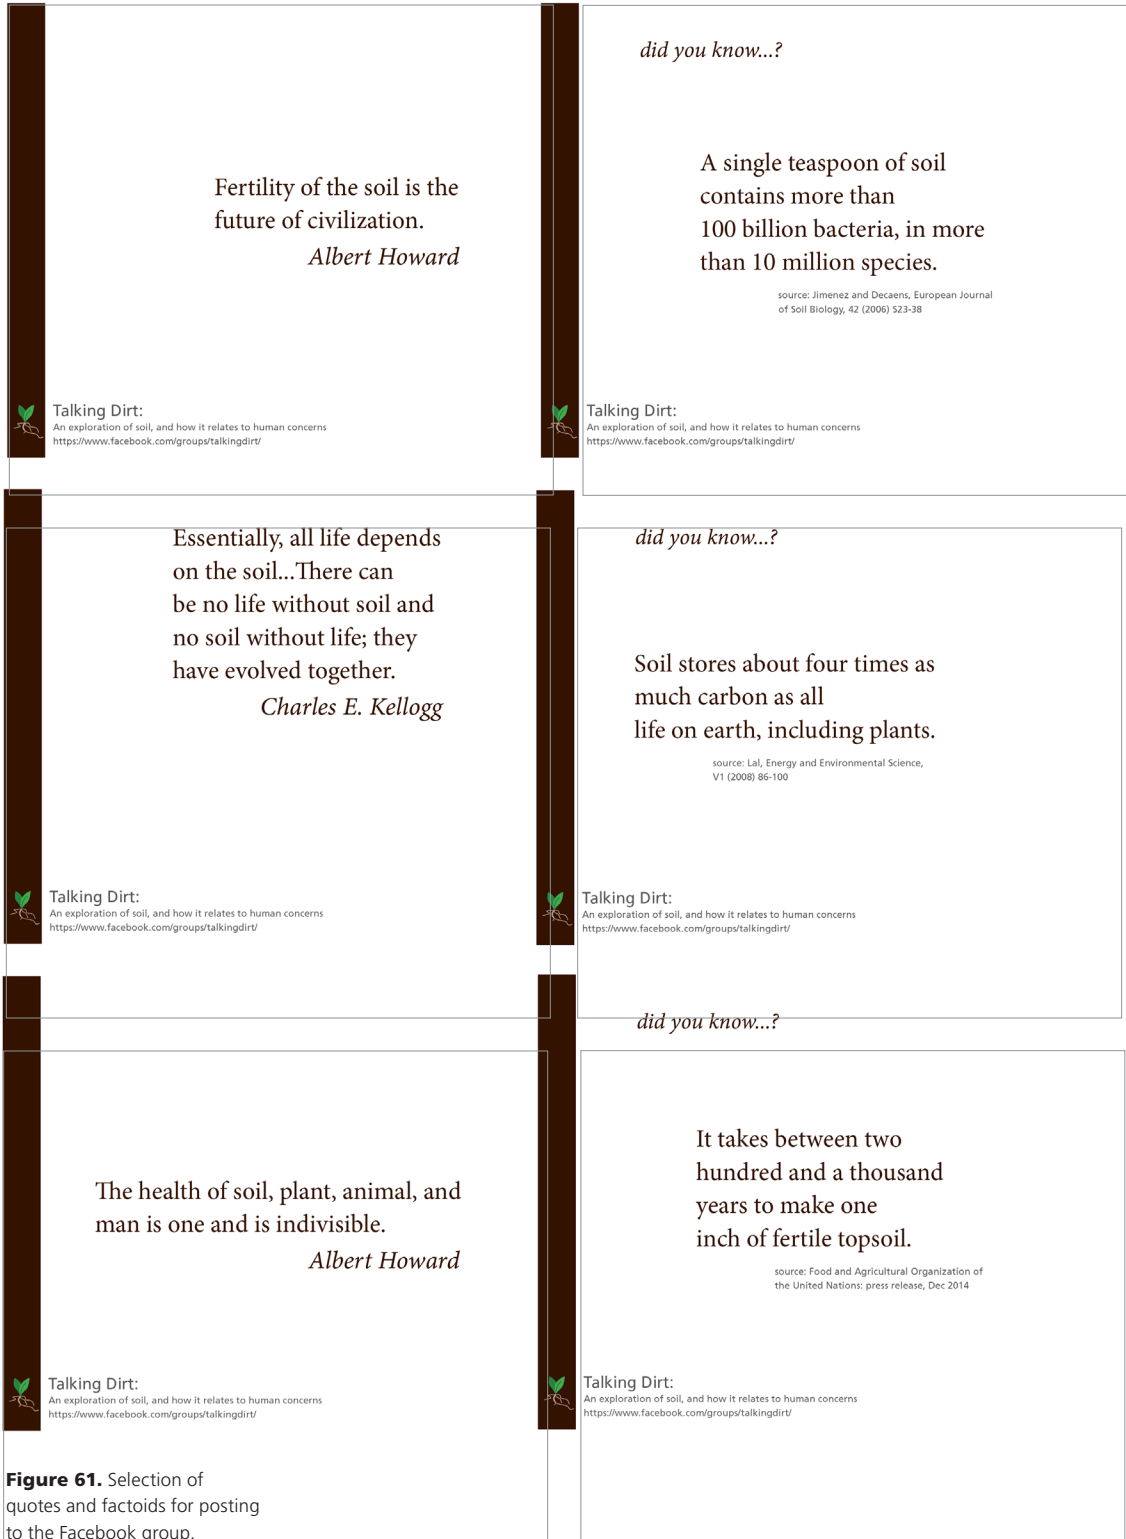 Fertility of the soil is the
future of civilization.
Albert Howard
Talking Dirt:
An exploration of soil, and how it relates to human concerns
https://www.facebook.com/groups/talkingdirt/
did you know...?
A single teaspoon of soil
contains more than
100 billion bacteria, in more
than 10 million species.
source: Jimenez and Decaens, European Journal
of Soil Biology, 42 (2006) S23-38
Talking Dirt:
An exploration of soil, and how it relates to human concerns
https://www.facebook.com/groups/talkingdirt/
Essentially, all life depends
on the soil...There can
be no life without soil and
no soil without life; they
have evolved together.
Charles E. Kellogg
Talking Dirt:
An exploration of soil, and how it relates to human concerns
https://www.facebook.com/groups/talkingdirt/
did you know...?
Soil stores about four times as
much carbon as all
life on earth, including plants.
source: Lal, Energy and Environmental Science,
V1 (2008) 86-100
Talking Dirt:
An exploration of soil, and how it relates to human concerns
https://www.facebook.com/groups/talkingdirt/
The health of soil, plant, animal, and
man is one and is indivisible.
Albert Howard
Talking Dirt:
An exploration of soil, and how it relates to human concerns
https://www.facebook.com/groups/talkingdirt/
did you know...?
It takes between two
hundred and a thousand
years to make one
inch of fertile topsoil.
source: Food and Agricultural Organization of
the United Nations: press release, Dec 2014
Talking Dirt:
An exploration of soil, and how it relates to human concerns
https://www.facebook.com/groups/talkingdirt/
Figure 61. Selection of
quotes and factoids for posting
to the Facebook group.